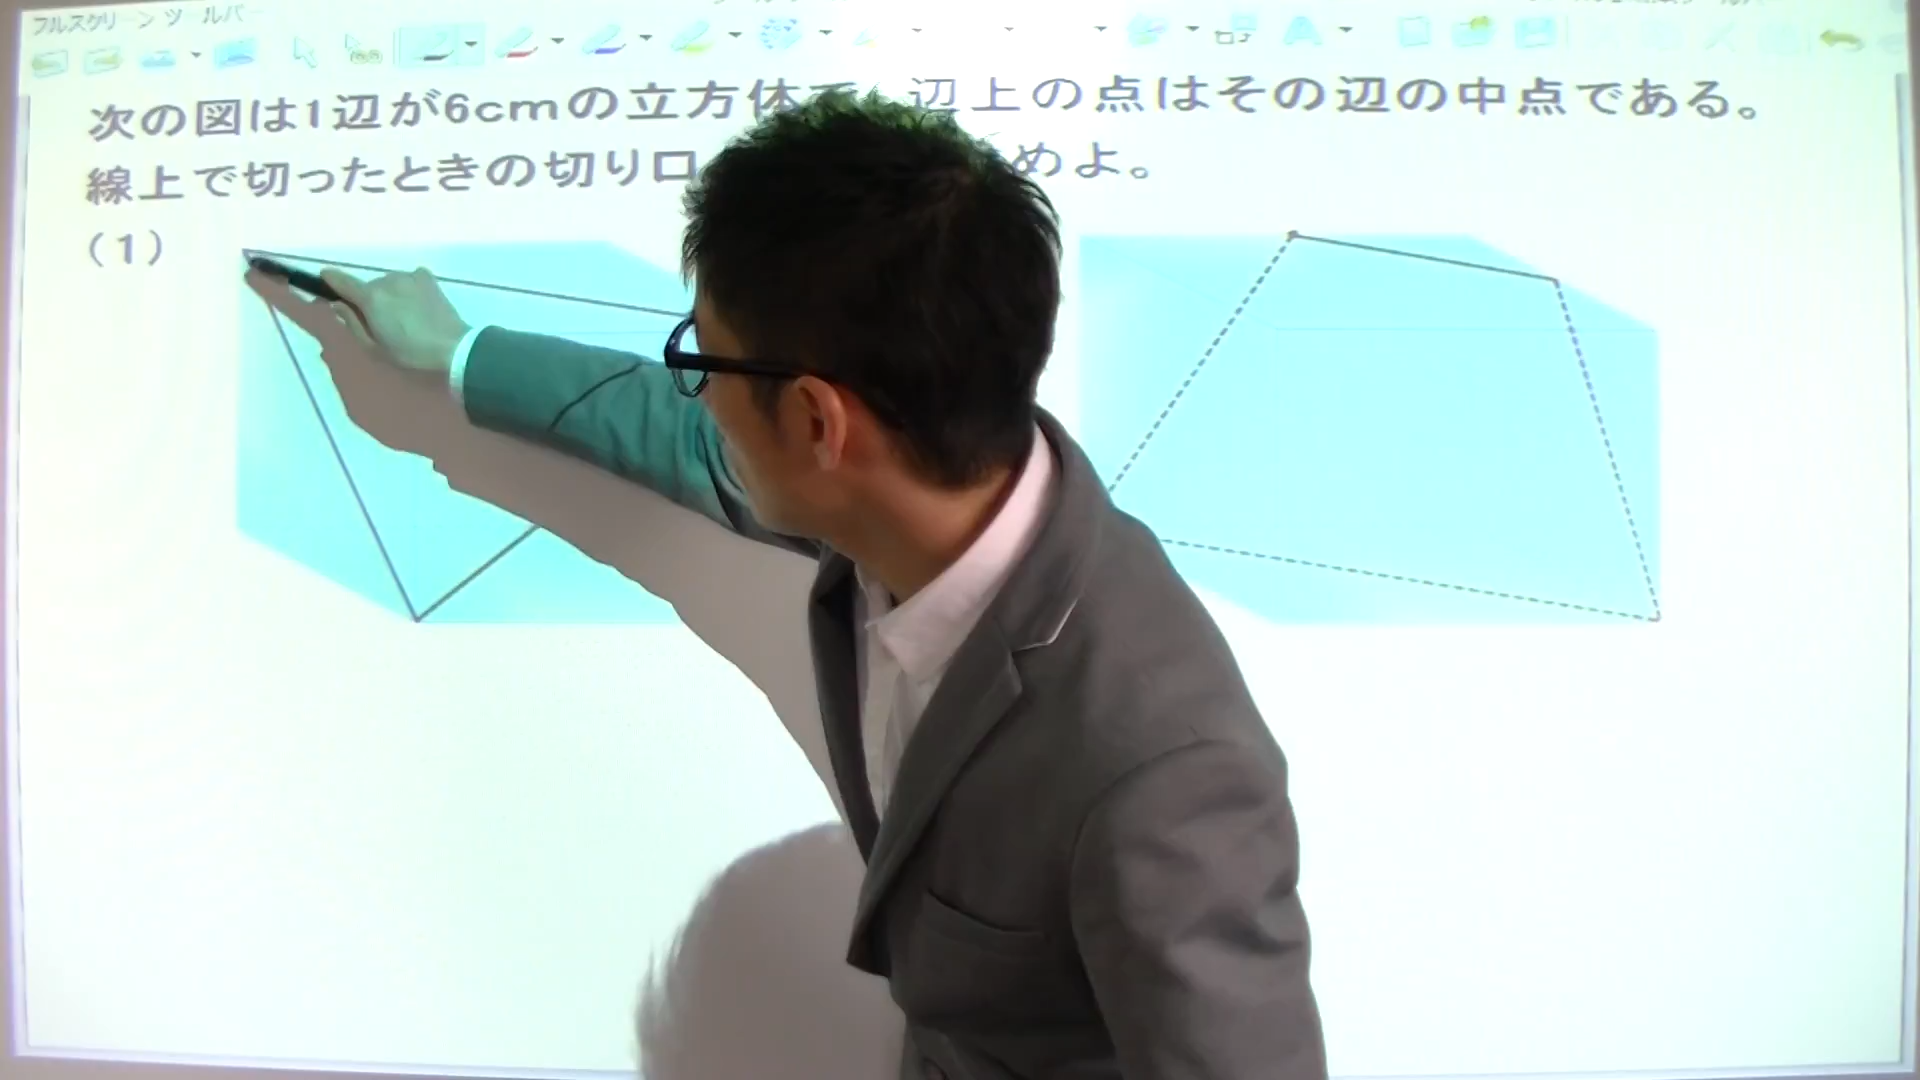 フルスクリーン ツールバー
次の図は1辺が6cmの立方体で、辺上の点はその辺の中点である。
線上で切ったときの切り口 めよ。
(1)